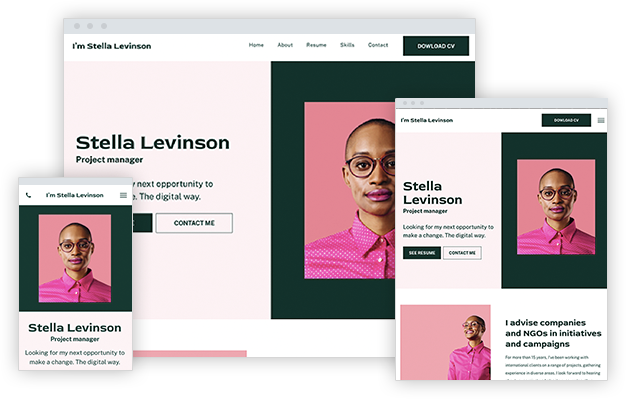 I'm Stella Levinson
Home About Resume Skills Contact
DOWLOAD CV
Stella Levinson
Project manager
my next opportunity to
. The digital way.
CONTACT ME
I'm Stella Levinson
DOWLOAD CV
Stella
Levinson
Project manager
Looking for my next opportunity to
make a change. The digital way.
SEE RESUME CONTACT ME
I advise companies
and NGOs in initiatives
and campaigns
For more than 15 years, I've been working with
international clients on a range of projects, gathering
experience in diverse areas. I look forward to hearing
I'm Stella Levinson
Stella Levinson
Project manager
Looking for my next opportunity to
make a change. The digital way.